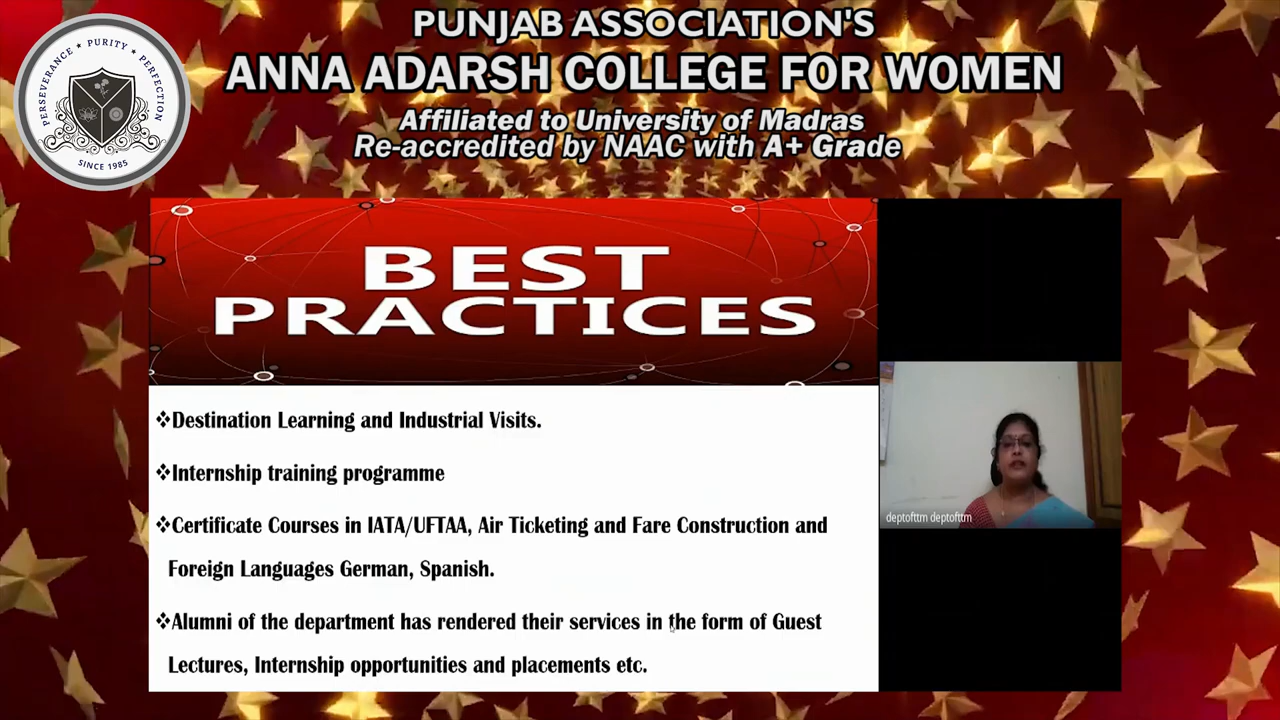 PUNJAB ASSOCIATION'S
ANNA ADARSH COLLEGE FOR WOMEN
Affiliated to University of Madras
Re-accredited by NAAC with A+ Grade
PERSEVERANCE ★ PURITY ★ PERFECTION
SINCE 1985
BEST
PRACTICES
❖Destination Learning and Industrial Visits.
❖Internship training programme
❖Certificate Courses in IATA/UFTAA, Air Ticketing and Fare Construction and
Foreign Languages German, Spanish.
❖Alumni of the department has rendered their services in the form of Guest
Lectures, Internship opportunities and placements etc.
deptofttm deptofttm